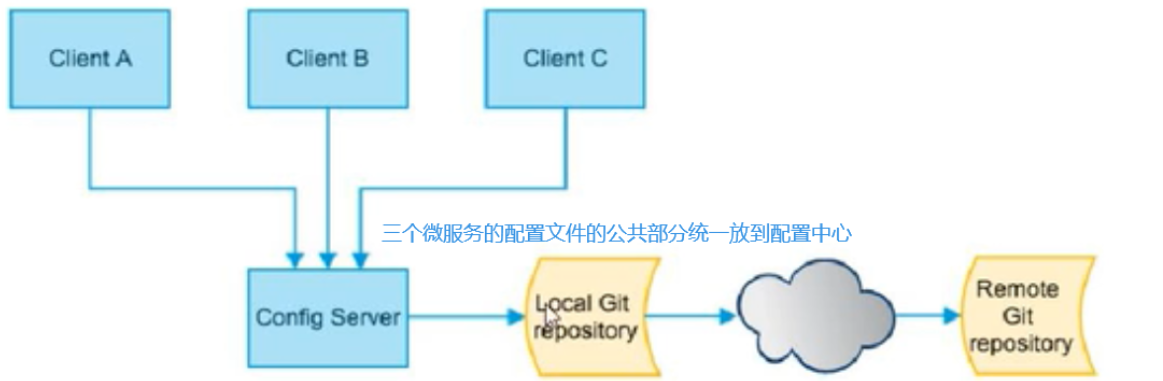 Client A
Client B
Client C
三个微服务的配置文件的公共部分统一放到配置中心
Config Server
Local Git
repository
Remote
Git
repository